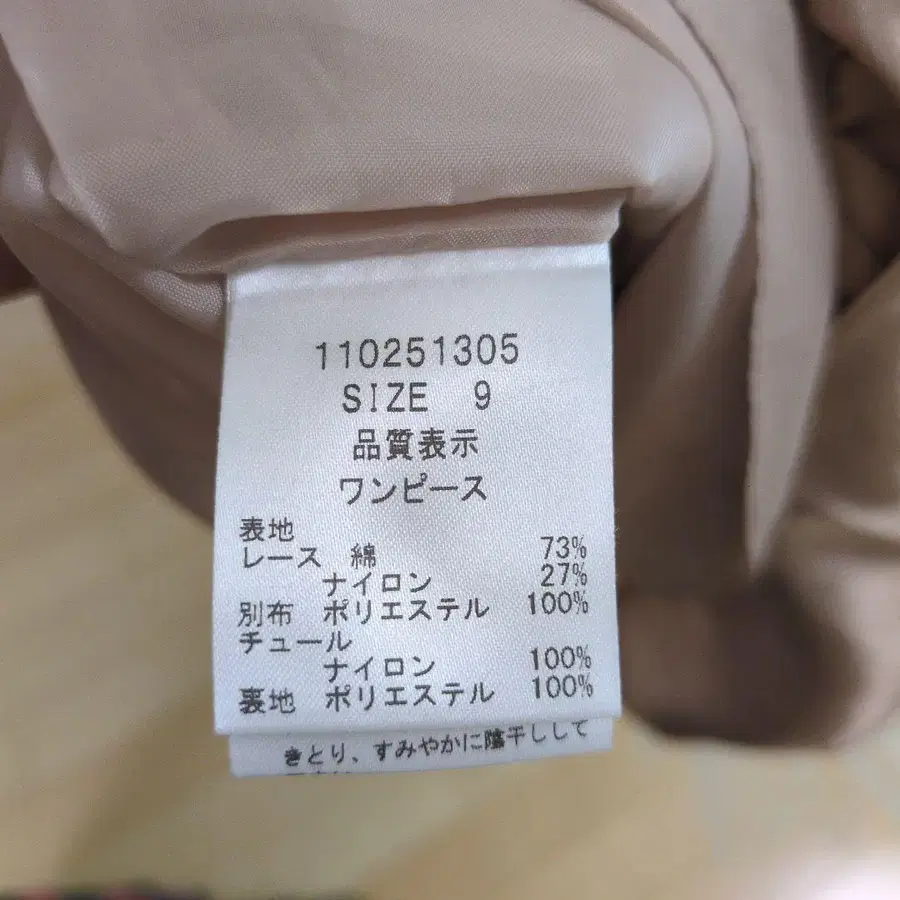 110251305
SIZE 9
品質表示
ワンピース
表地
レース 綿 73%
ナイロン 27%
別布 ポリエステル 100%
チュール
ナイロン 100%
裏地 ポリエステル 100%
きとり、すみやかに陰干しして